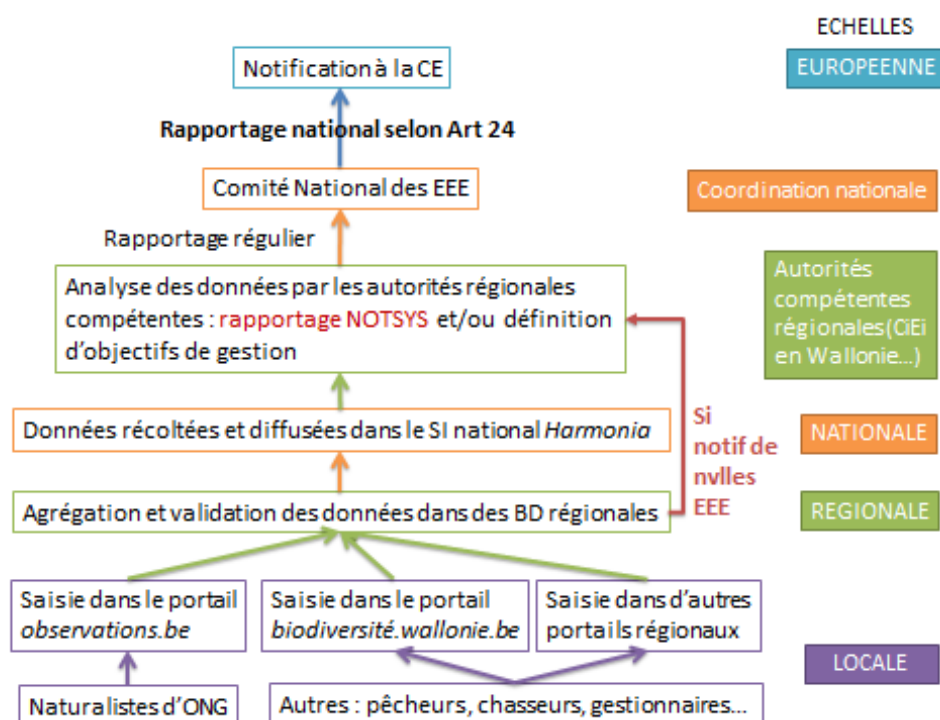 ECHELLES
Notification à la CE
EUROPEENNE
Rapportage national selon Art 24
Comité National des EEE
Coordination nationale
Rapportage régulier
Analyse des données par les autorités régionales
compétentes : rapportage NOTSYS et/ou définition
d'objectifs de gestion
Autorités
compétentes
régionales(CiEi
en Wallonie...)
Données récoltées et diffusées dans le SI national Harmonia
Si
notif de
nvlles
EEE
NATIONALE
Agrégation et validation des données dans des BD régionales
REGIONALE
Saisie dans le portail
observations.be
Saisie dans le portail
biodiversité.wallonie.be
Saisie dans d'autres
portails régionaux
LOCALE
Naturalistes d'ONG
Autres : pêcheurs, chasseurs, gestionnaires...